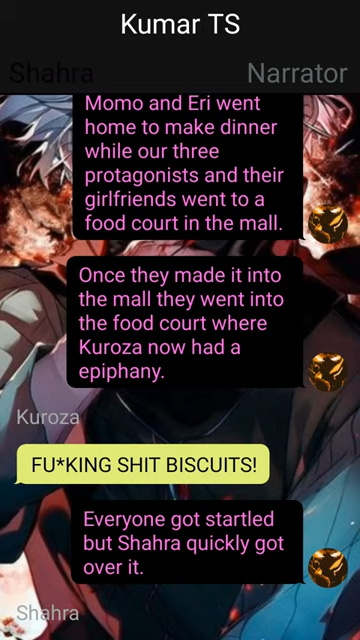 Kumar TS
Shahra
Narrator
Momo and Eri went
home to make dinner
while our three
protagonists and their
girlfriends went to a
food court in the mall.
Once they made it into
the mall they went into
the food court where
Kuroza now had a
epiphany.
Kuroza
FU*KING SHIT BISCUITS!
Everyone got startled
but Shahra quickly got
over it.
Shahra